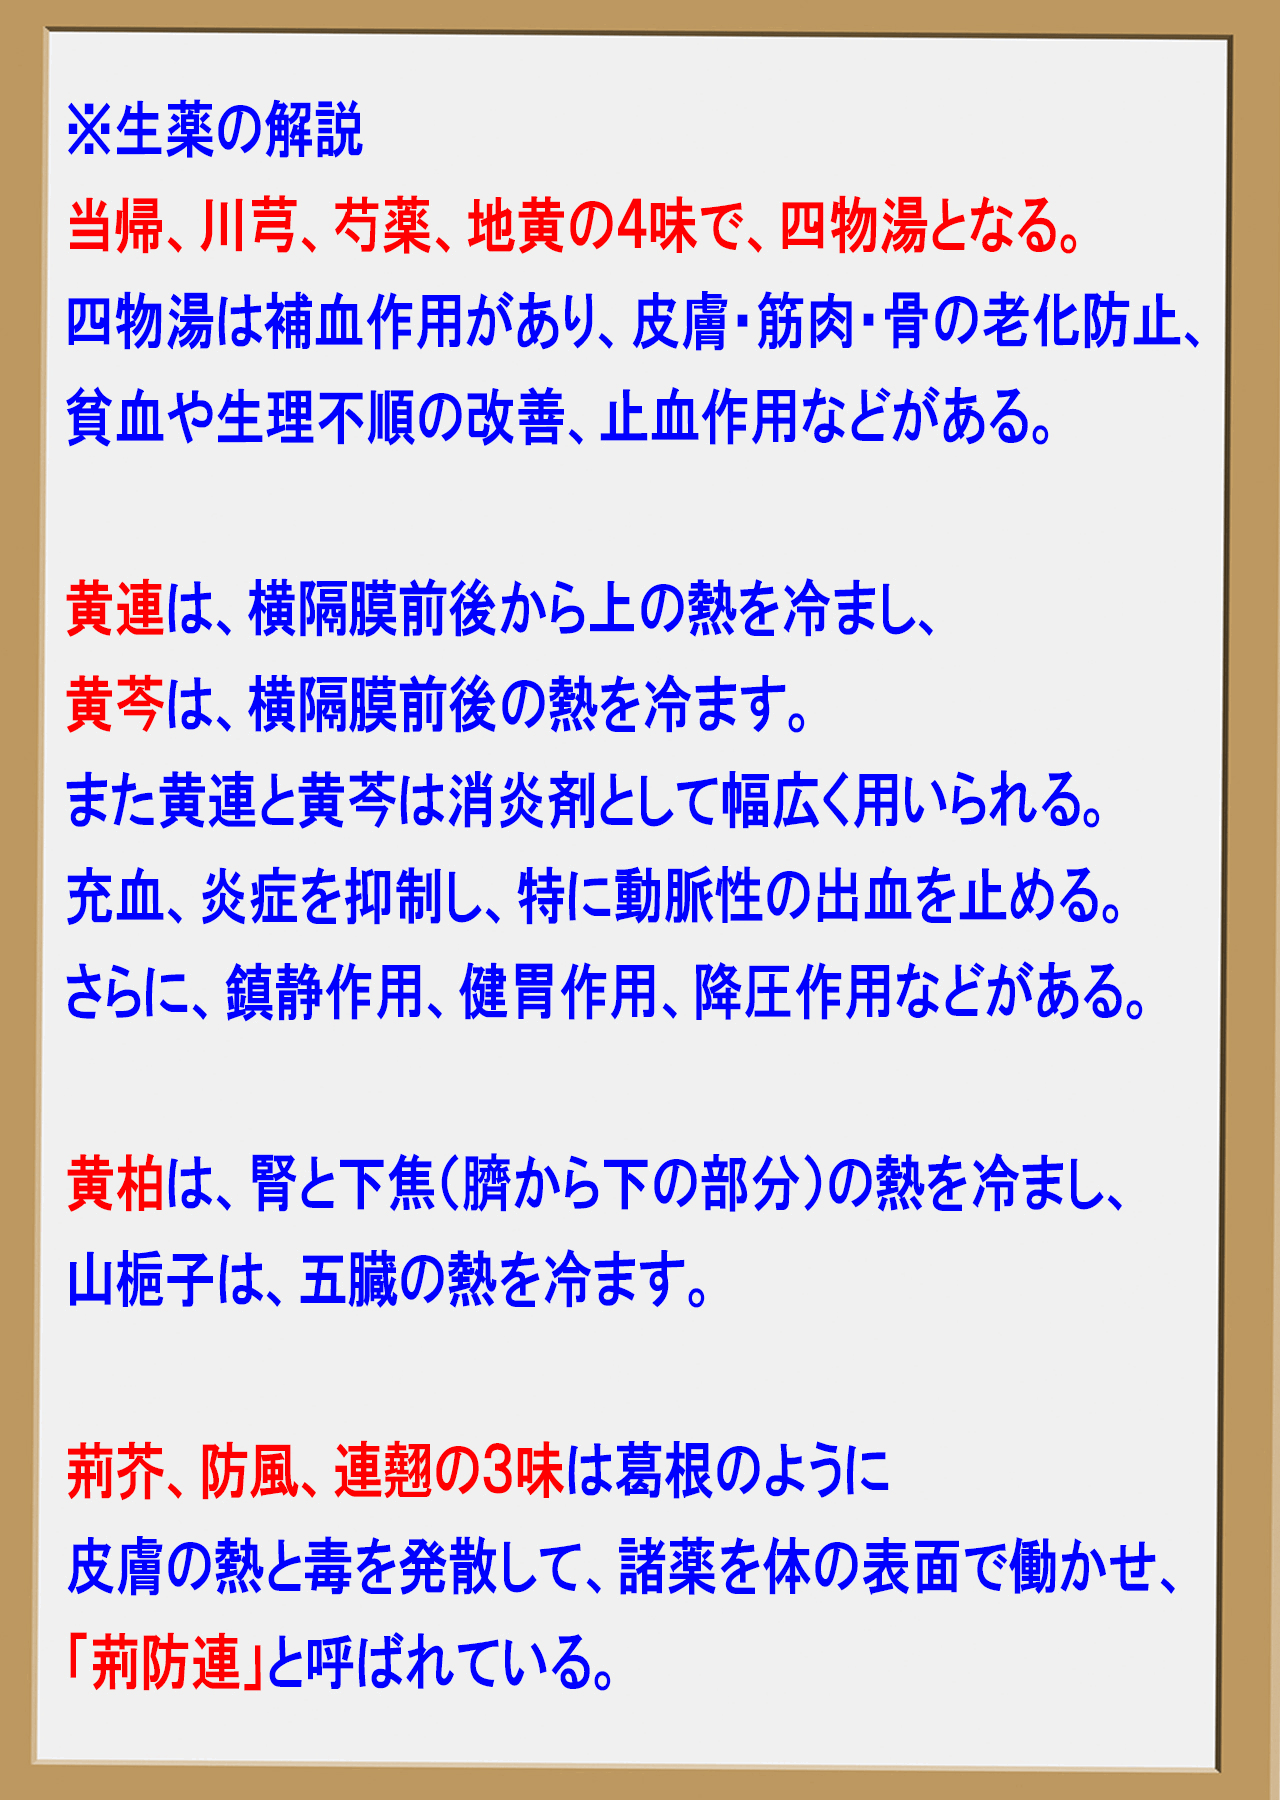 ※生薬の解説
当帰、川芎、芍薬、地黄の4味で、四物湯となる。
四物湯は補血作用があり、皮膚・筋肉・骨の老化防止、
貧血や生理不順の改善、止血作用などがある。
黄連は、横隔膜前後から上の熱を冷まし、
黄芩は、横隔膜前後の熱を冷ます。
また黄連と黄芩は消炎剤として幅広く用いられる。
充血、炎症を抑制し、特に動脈性の出血を止める。
さらに、鎮静作用、健胃作用、降圧作用などがある。
黄柏は、腎と下焦（臍から下の部分）の熱を冷まし、
山梔子は、五臓の熱を冷ます。
荊芥、防風、連翹の3味は葛根のように
皮膚の熱と毒を発散して、諸薬を体の表面で働かせ、
「荊防連」と呼ばれている。